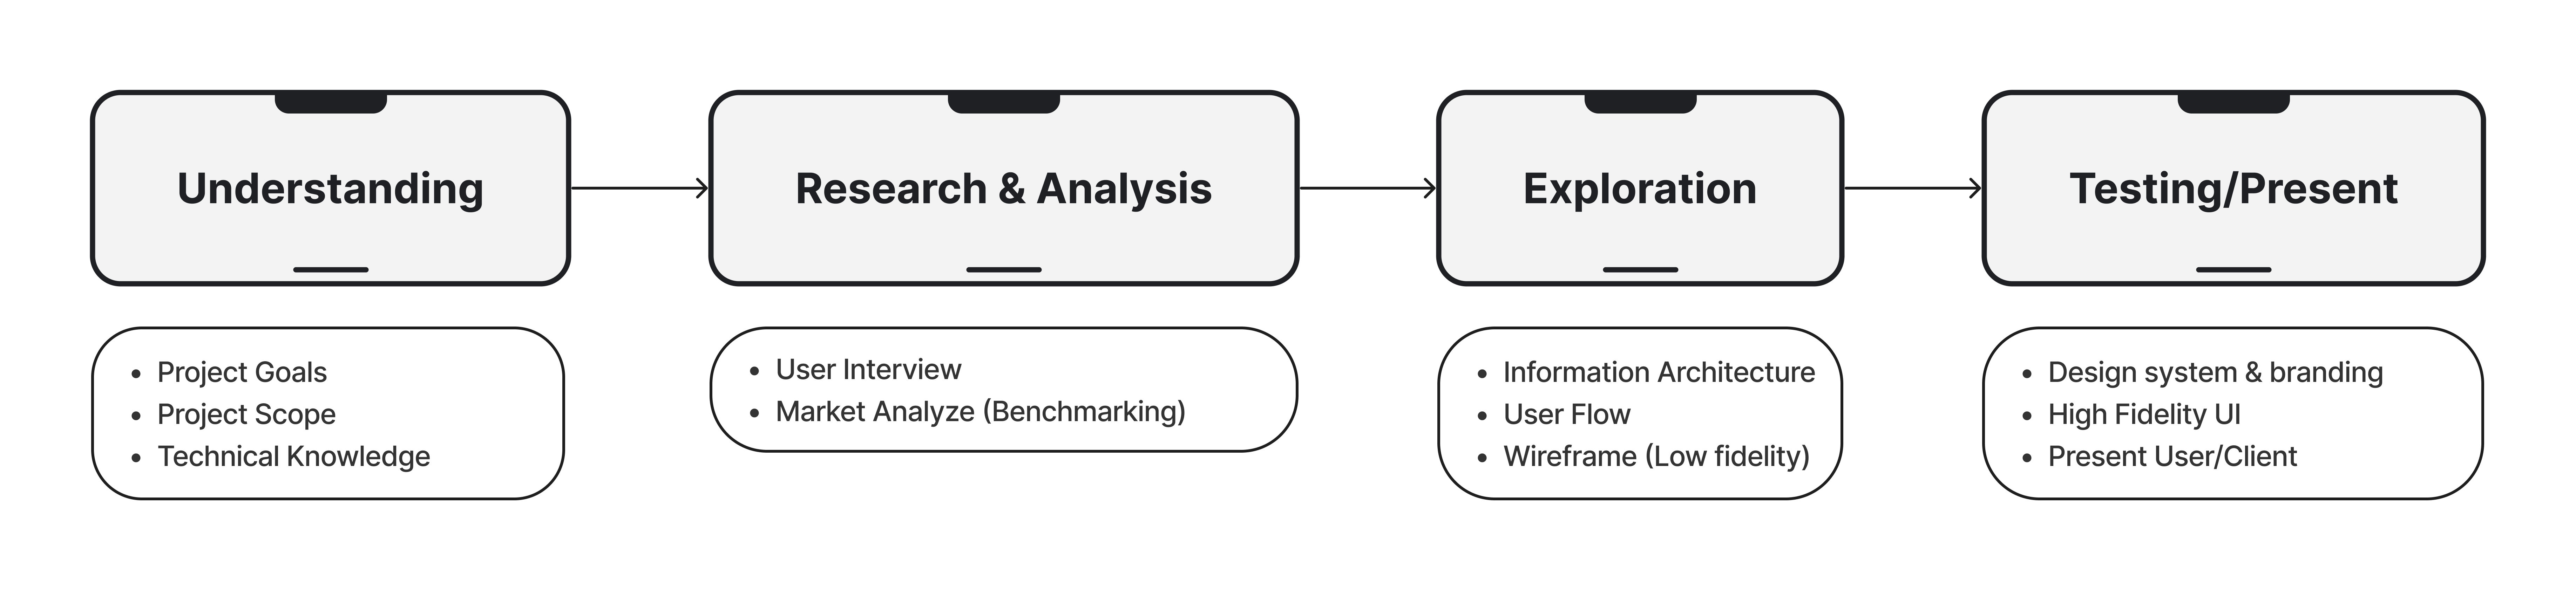 Understanding
Research & Analysis
Exploration
Testing/Present
• Project Goals
• Project Scope
• Technical Knowledge
• User Interview
• Market Analyze (Benchmarking)
• Information Architecture
• User Flow
• Wireframe (Low fidelity)
• Design system & branding
• High Fidelity UI
• Present User/Client